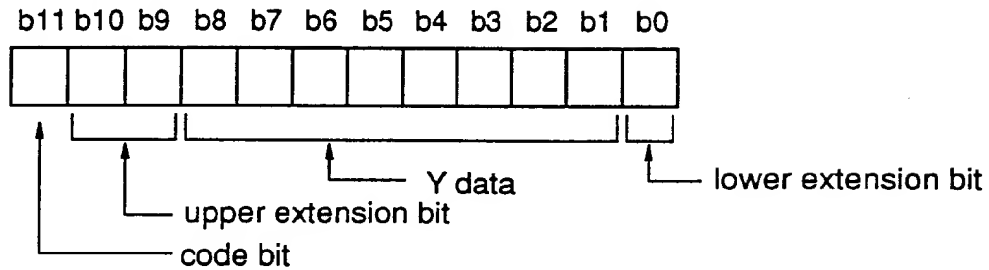 b11 b10 b9 b8 b7 b6 b5 b4 b3 b2 b1 b0
Y data
lower extension bit
upper extension bit
code bit